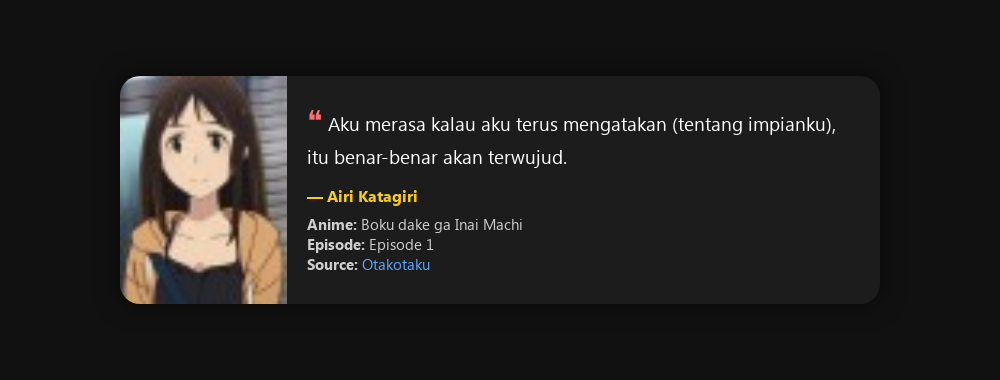 ❝ Aku merasa kalau aku terus mengatakan (tentang impianku),
itu benar-benar akan terwujud.
— Airi Katagiri
Anime: Boku dake ga Inai Machi
Episode: Episode 1
Source: Otakotaku